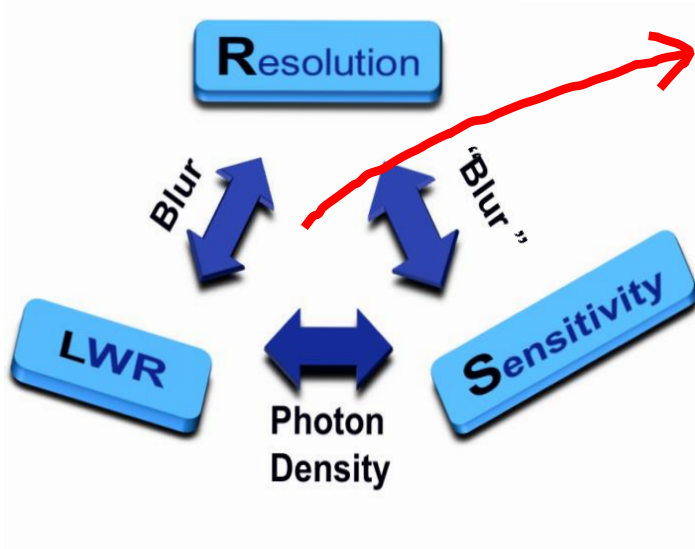 Resolution
Blur
“Blur ”
LWR
Sensitivity
Photon
Density